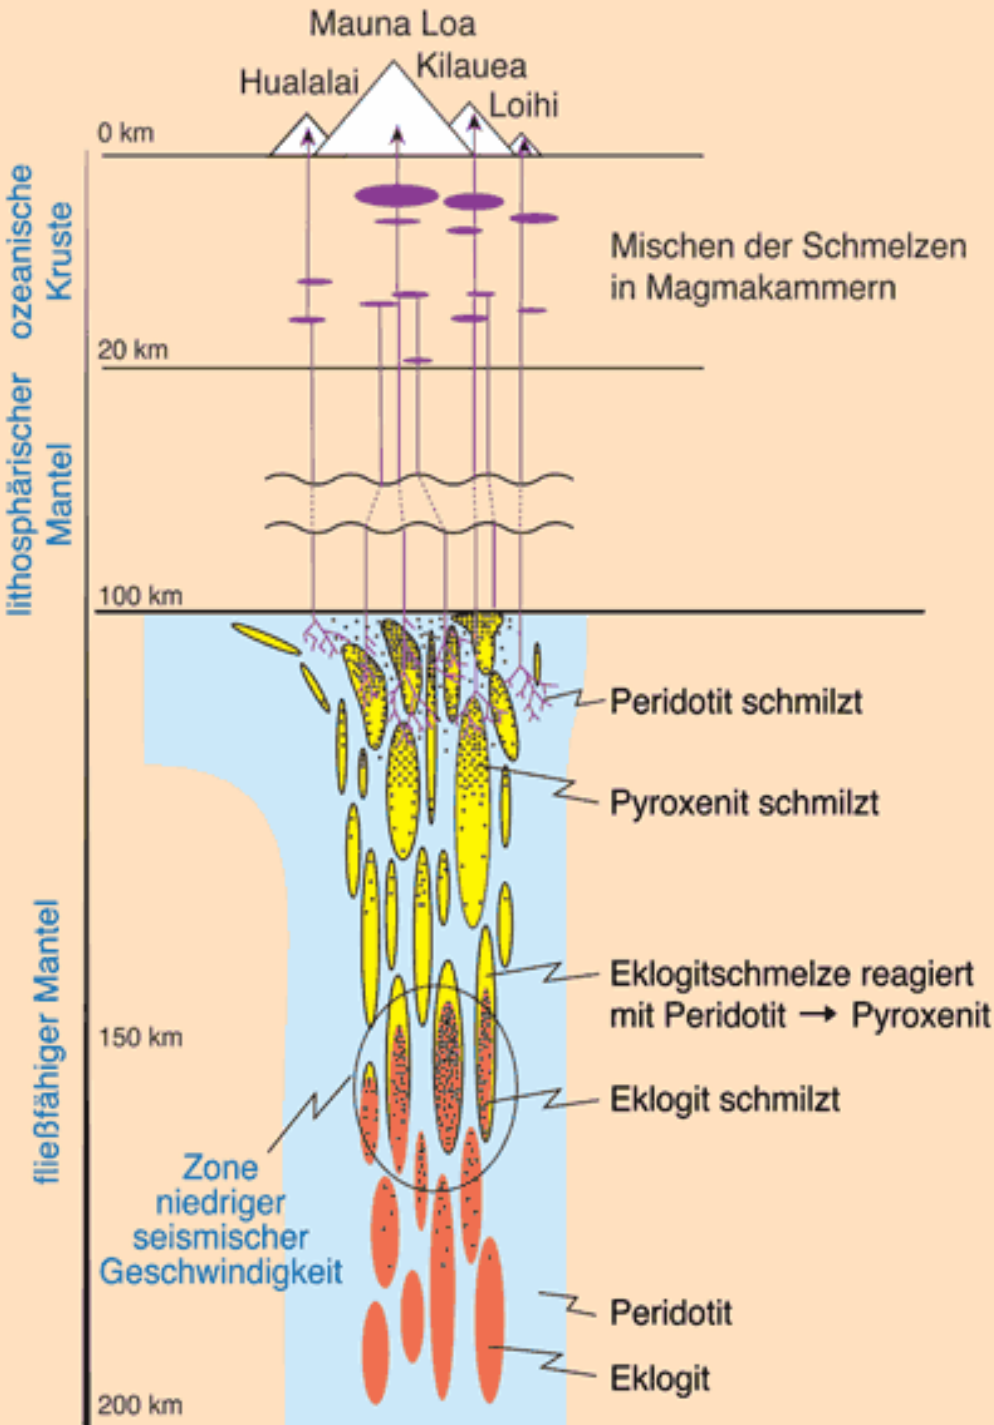 Mauna Loa
Kilauea
Hualalai
Loihi
0 km
ozeanische
Kruste
Mischen der Schmelzen
in Magmakammern
20 km
lithosphärischer
Mantel
100 km
Peridotit schmilzt
Pyroxenit schmilzt
fließfähiger Mantel
Eklogitschmelze reagiert
mit Peridotit → Pyroxenit
150 km
Eklogit schmilzt
Zone
niedriger
seismischer
Geschwindigkeit
Peridotit
Eklogit
200 km